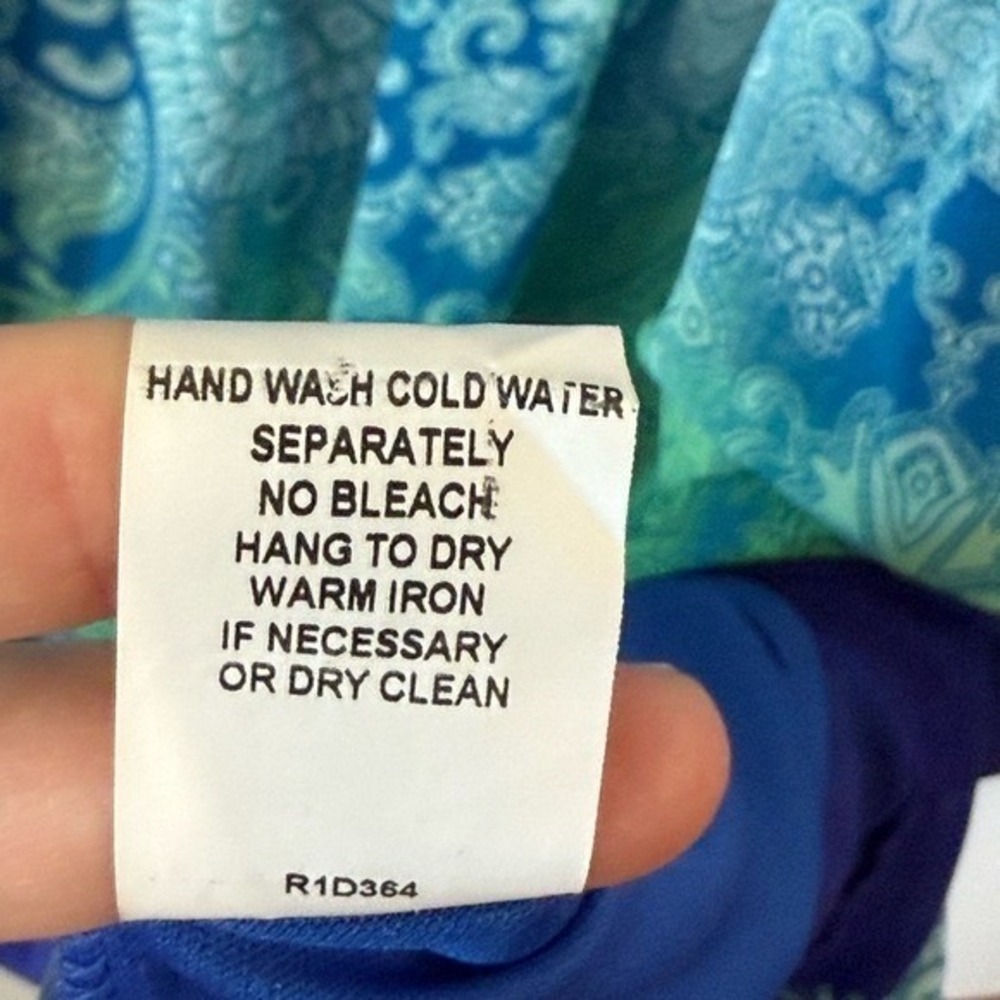 HAND WASH COLD WATER
SEPARATELY
NO BLEACH
HANG TO DRY
WARM IRON
IF NECESSARY
OR DRY CLEAN
R1D364